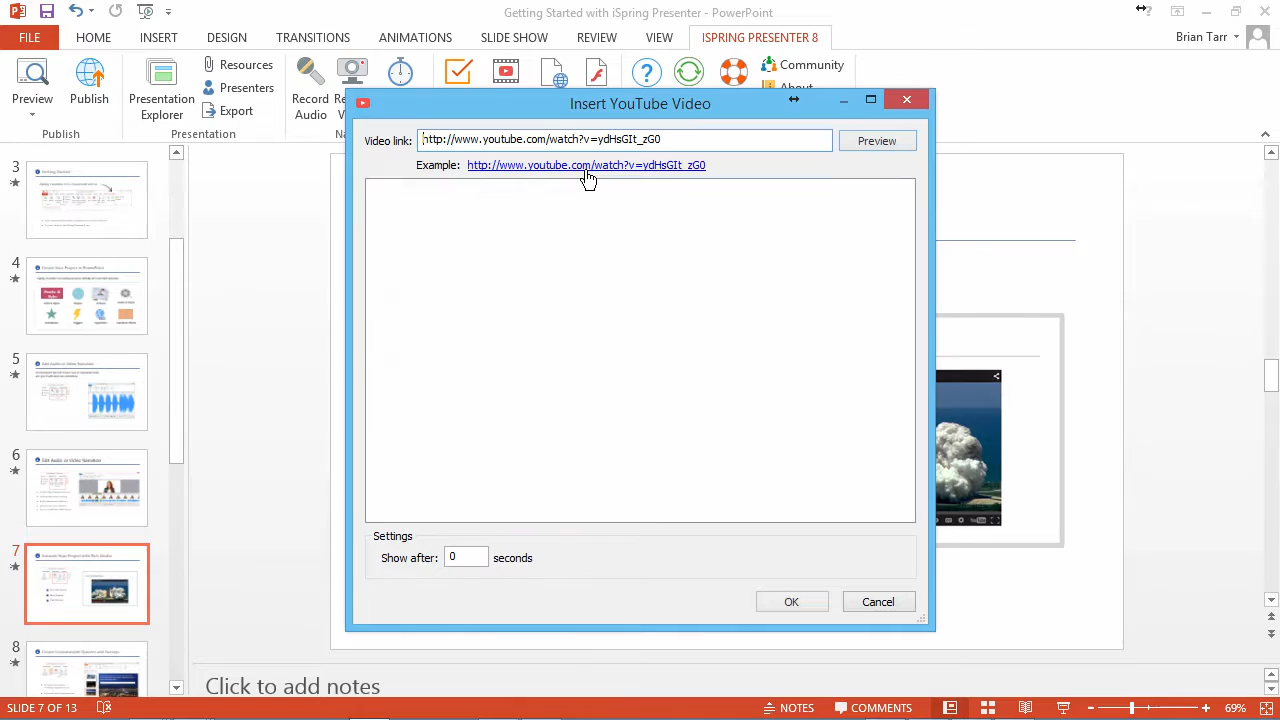 Getting Started with iSpring Presenter - PowerPoint
FILE HOME INSERT DESIGN TRANSITIONS ANIMATIONS SLIDE SHOW REVIEW VIEW ISPRING PRESENTER 8 Brian Tarr
Preview Publish Presentation Explorer Resources Presenters Export Record Audio Record Community About
Publish Presentation
Insert YouTube Video
Video link: http://www.youtube.com/watch?v=ydHsGIt_zG0 Preview
Example: http://www.youtube.com/watch?v=ydHsGIt_zG0
3
4
5
6
7
8
Settings
Show after: 0
OK Cancel
Click to add notes
SLIDE 7 OF 13 NOTES COMMENTS 69%